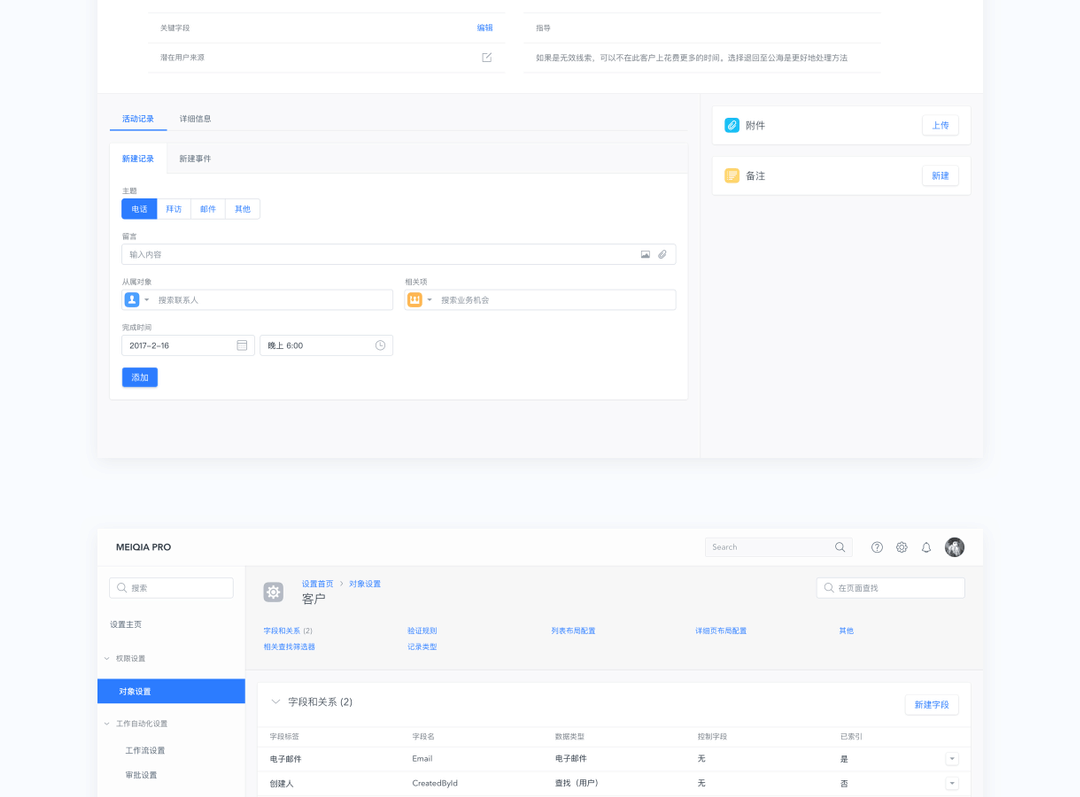 关键字段 编辑
潜在用户来源
指导
如果是无效线索，可以不在此客户上花费更多的时间。选择退回至公海是更好地处理方法
活动记录 详细信息
新建记录 新建事件
主题
电话 拜访 邮件 其他
留言
输入内容
从属对象 相关项
搜索联系人 搜索业务机会
完成时间
2017-2-16 晚上 6:00
添加
附件 上传
备注 新建
MEIQIA PRO Search
搜索
设置主页
权限设置
对象设置
工作自动化设置
工作流设置
审批设置
设置首页 > 对象设置
客户
在页面查找
字段和关系 (2) 验证规则 列表布局配置 详细页布局配置 其他
相关查找筛选器 记录类型
字段和关系 (2) 新建字段
字段标签 字段名 数据类型 控制字段 已索引
电子邮件 Email 电子邮件 无 是
创建人 CreatedById 查找（用户） 无 否